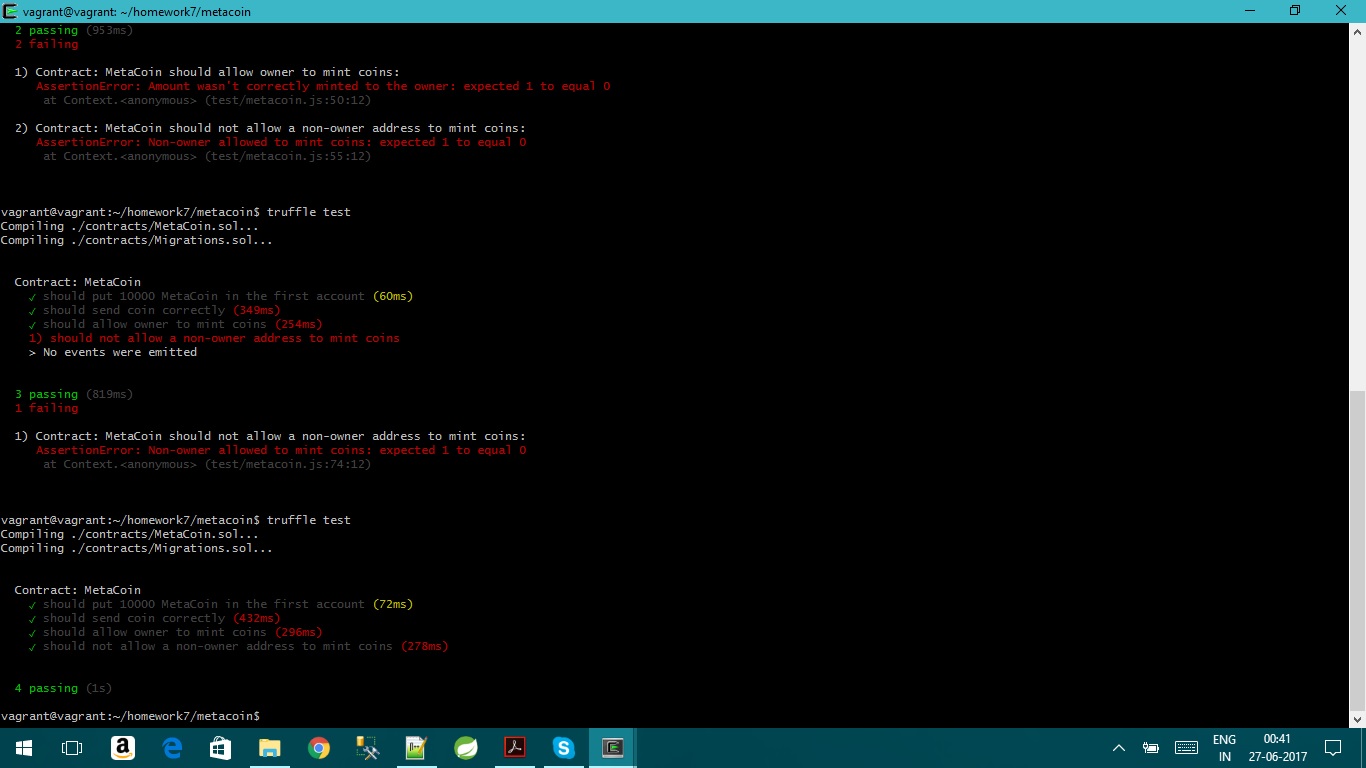 vagrant@vagrant: ~/homework7/metacoin
2 passing (953ms)
2 failing
1) Contract: MetaCoin should allow owner to mint coins:
AssertionError: Amount wasn't correctly minted to the owner: expected 1 to equal 0
at Context.<anonymous> (test/metacoin.js:50:12)
2) Contract: MetaCoin should not allow a non-owner address to mint coins:
AssertionError: Non-owner allowed to mint coins: expected 1 to equal 0
at Context.<anonymous> (test/metacoin.js:55:12)
vagrant@vagrant:~/homework7/metacoin$ truffle test
Compiling ./contracts/MetaCoin.sol...
Compiling ./contracts/Migrations.sol...
Contract: MetaCoin
✓ should put 10000 MetaCoin in the first account (60ms)
✓ should send coin correctly (349ms)
✓ should allow owner to mint coins (254ms)
1) should not allow a non-owner address to mint coins
> No events were emitted
3 passing (819ms)
1 failing
1) Contract: MetaCoin should not allow a non-owner address to mint coins:
AssertionError: Non-owner allowed to mint coins: expected 1 to equal 0
at Context.<anonymous> (test/metacoin.js:74:12)
vagrant@vagrant:~/homework7/metacoin$ truffle test
Compiling ./contracts/MetaCoin.sol...
Compiling ./contracts/Migrations.sol...
Contract: MetaCoin
✓ should put 10000 MetaCoin in the first account (72ms)
✓ should send coin correctly (432ms)
✓ should allow owner to mint coins (296ms)
✓ should not allow a non-owner address to mint coins (278ms)
4 passing (1s)
vagrant@vagrant:~/homework7/metacoin$
ENG
IN
00:41
27-06-2017